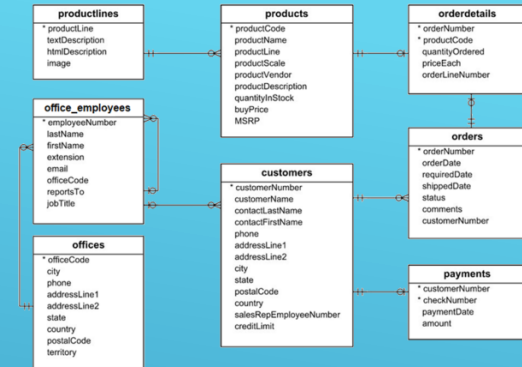 productlines
* productLine
textDescription
htmlDescription
image
products
* productCode
productName
productLine
productScale
productVendor
productDescription
quantityInStock
buyPrice
MSRP
orderdetails
* orderNumber
* productCode
quantityOrdered
priceEach
orderLineNumber
office_employees
* employeeNumber
lastName
firstName
extension
email
officeCode
reportsTo
jobTitle
customers
* customerNumber
customerName
contactLastName
contactFirstName
phone
addressLine1
addressLine2
city
state
postalCode
country
salesRepEmployeeNumber
creditLimit
orders
* orderNumber
orderDate
requiredDate
shippedDate
status
comments
customerNumber
offices
* officeCode
city
phone
addressLine1
addressLine2
state
country
postalCode
territory
payments
* customerNumber
* checkNumber
paymentDate
amount